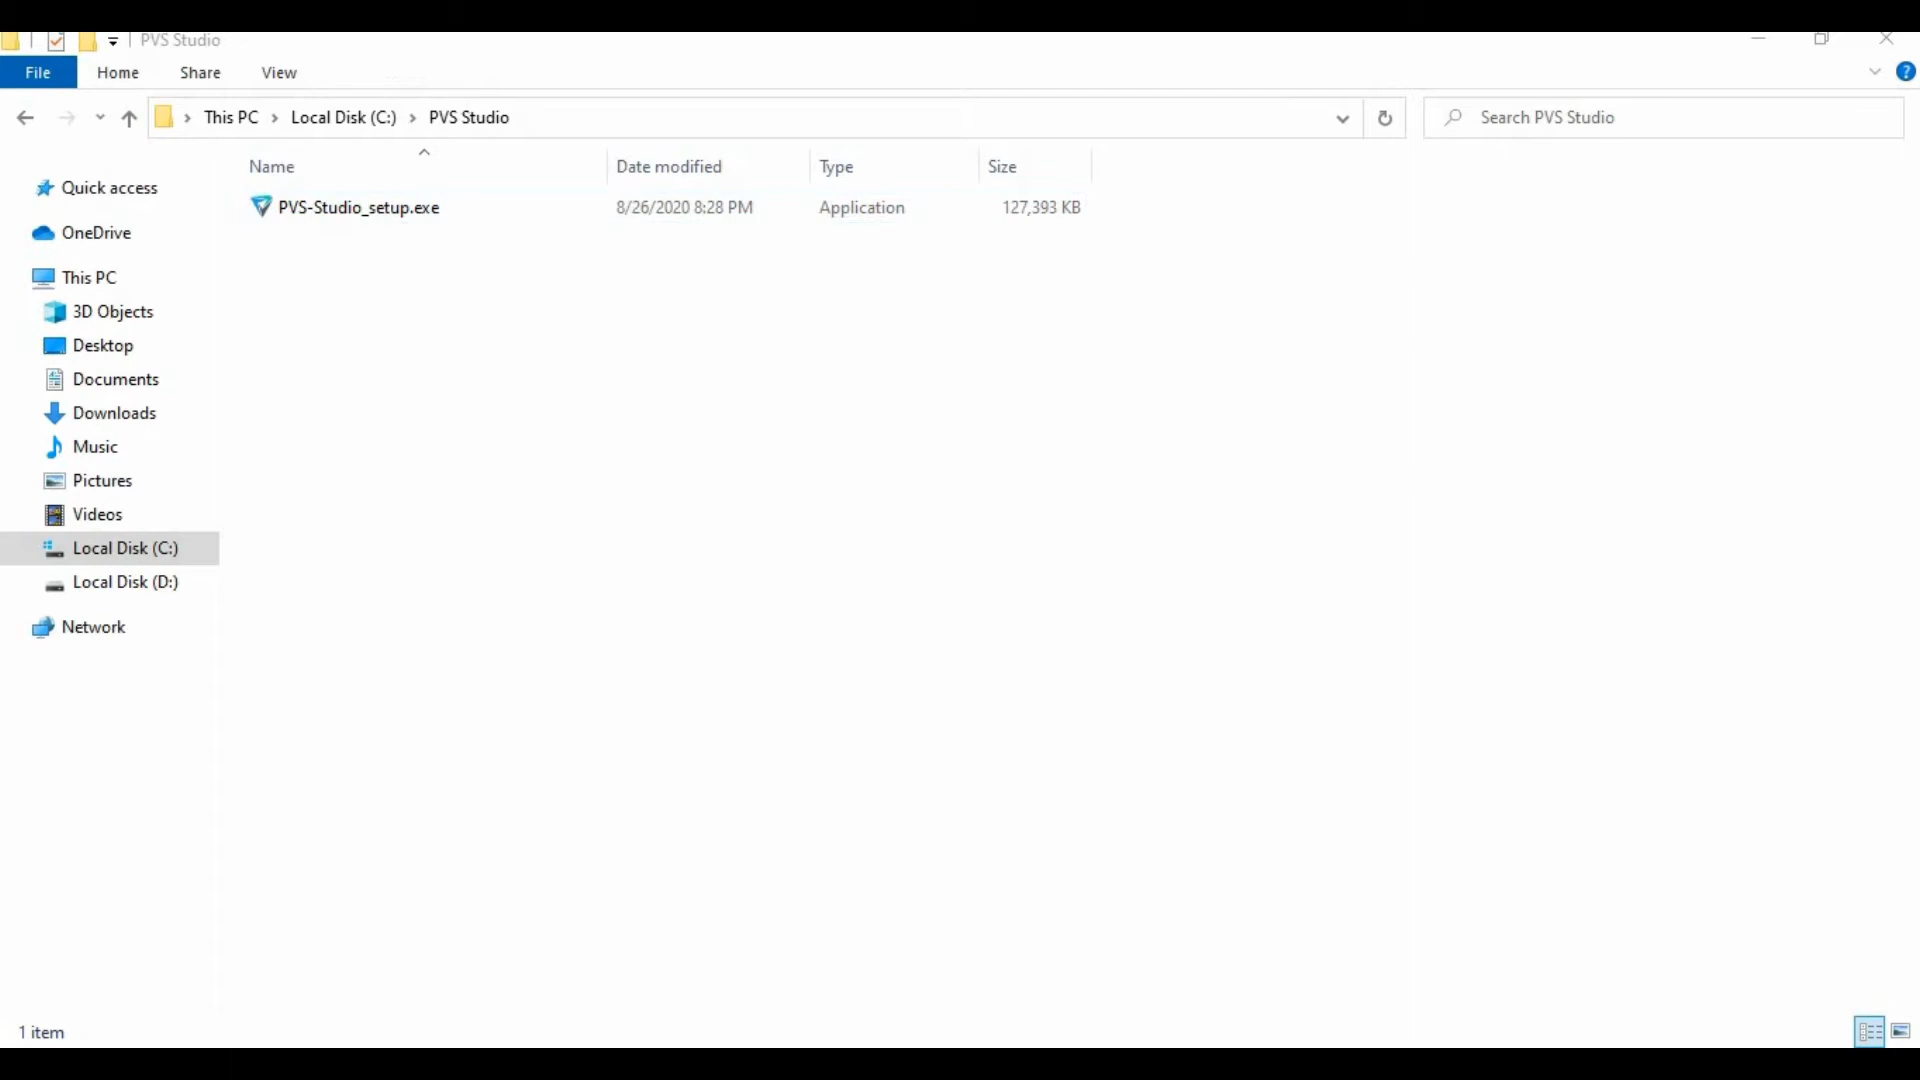 PVS Studio
File Home Share View
This PC Local Disk (C:) PVS Studio
Search PVS Studio
Name Date modified Type Size
PVS-Studio_setup.exe 8/26/2020 8:28 PM Application 127,393 KB
Quick access
OneDrive
This PC
3D Objects
Desktop
Documents
Downloads
Music
Pictures
Videos
Local Disk (C:)
Local Disk (D:)
Network
1 item